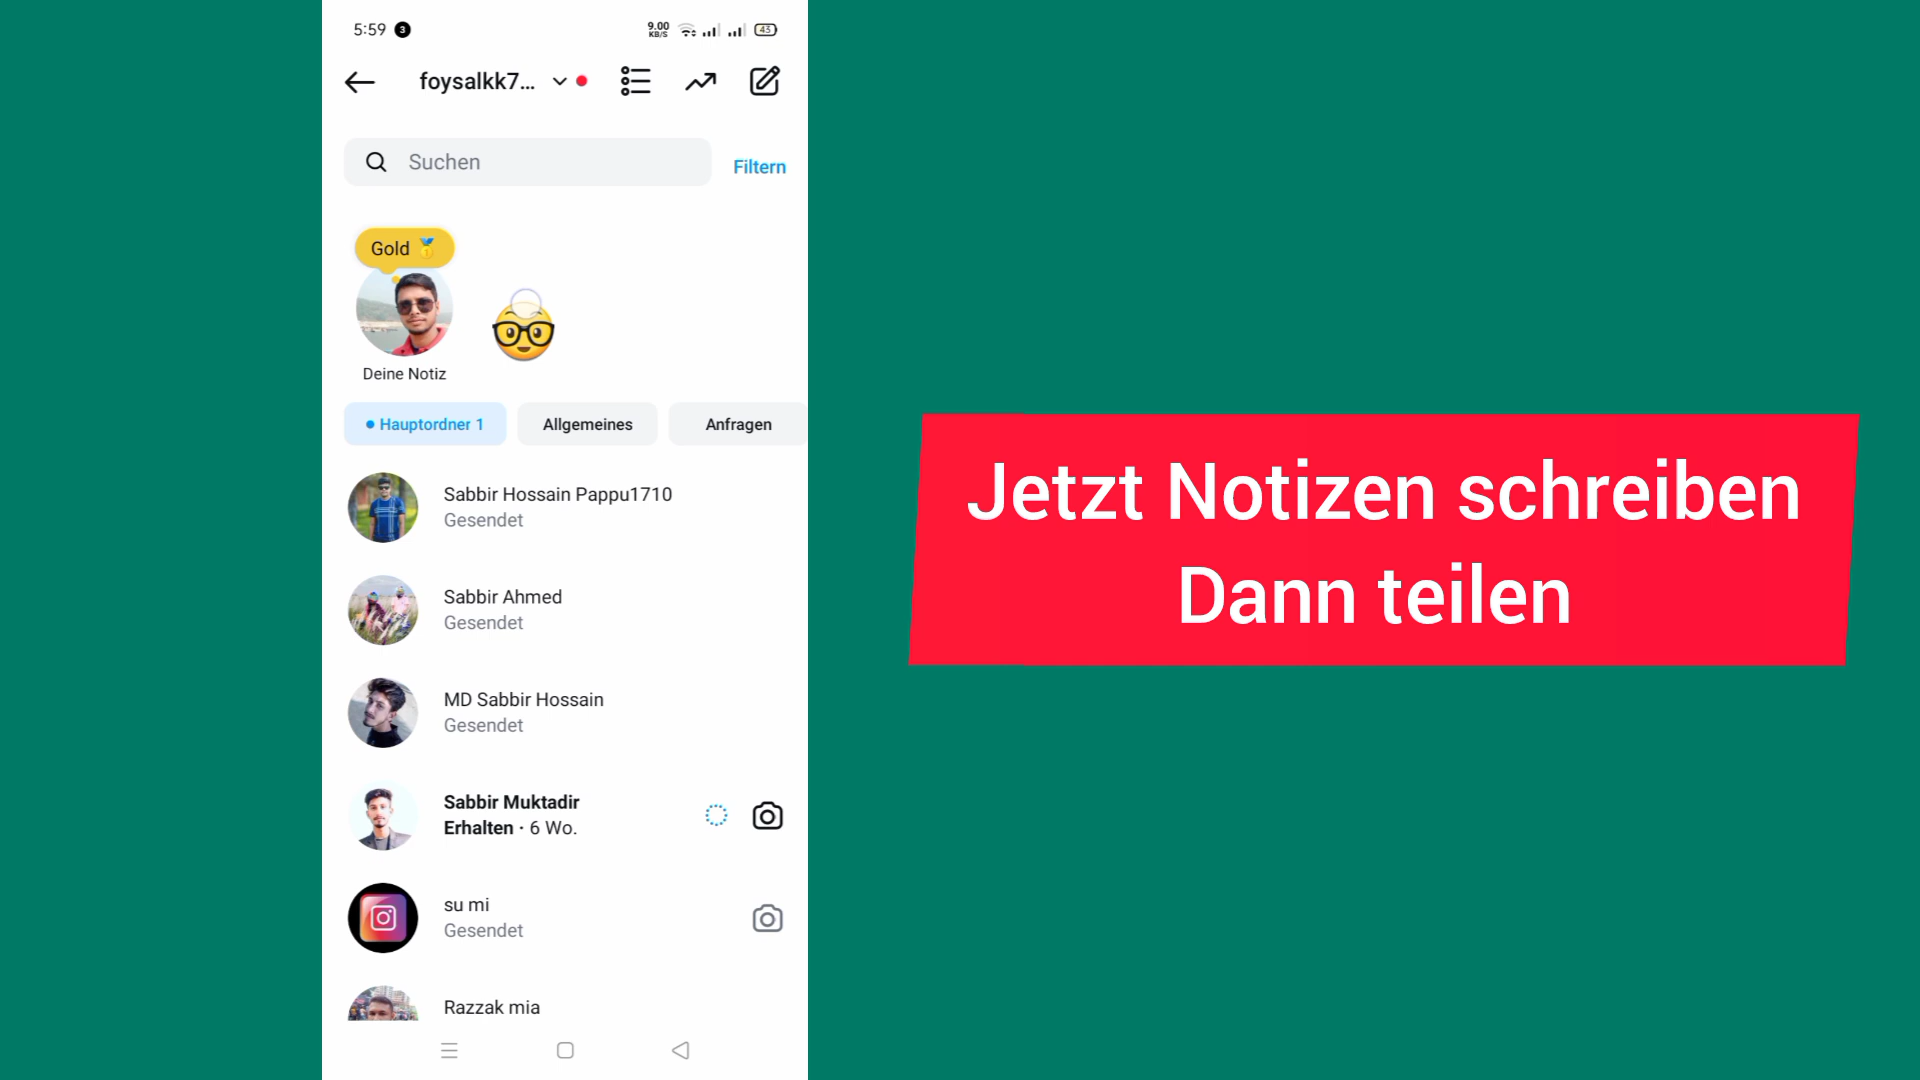 5:59 3 9.00 KB/S 43
foysalkk7...
Suchen
Filtern
Gold
Deine Notiz
Hauptordner 1 Allgemeines Anfragen
Sabbir Hossain Pappu1710
Gesendet
Sabbir Ahmed
Gesendet
MD Sabbir Hossain
Gesendet
Sabbir Muktadir
Erhalten · 6 Wo.
su mi
Gesendet
Razzak mia
Jetzt Notizen schreiben
Dann teilen